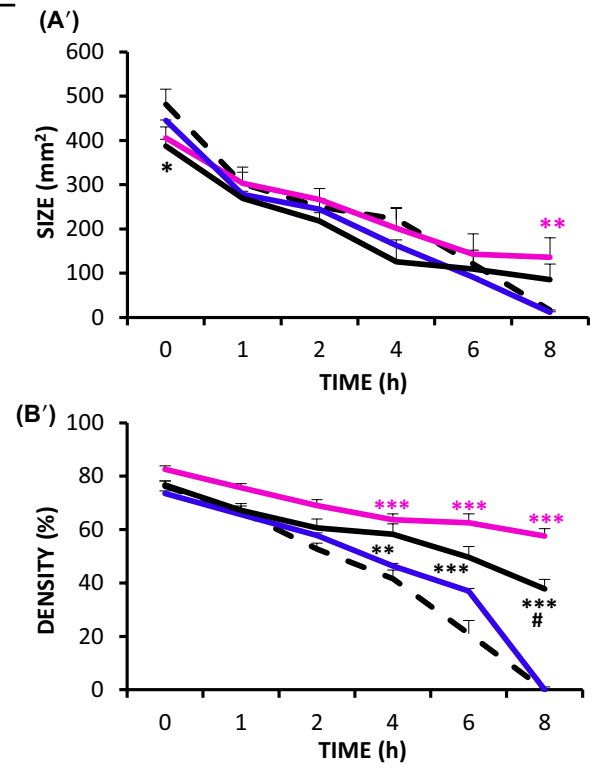 (A′)
SIZE (mm²)
600
500
400
300
200
100
0
*
**
0 1 2 4 6 8
TIME (h)
(B′)
DENSITY (%)
100
80
60
40
20
0
*** *** ***
** *** ***
#
0 1 2 4 6 8
TIME (h)